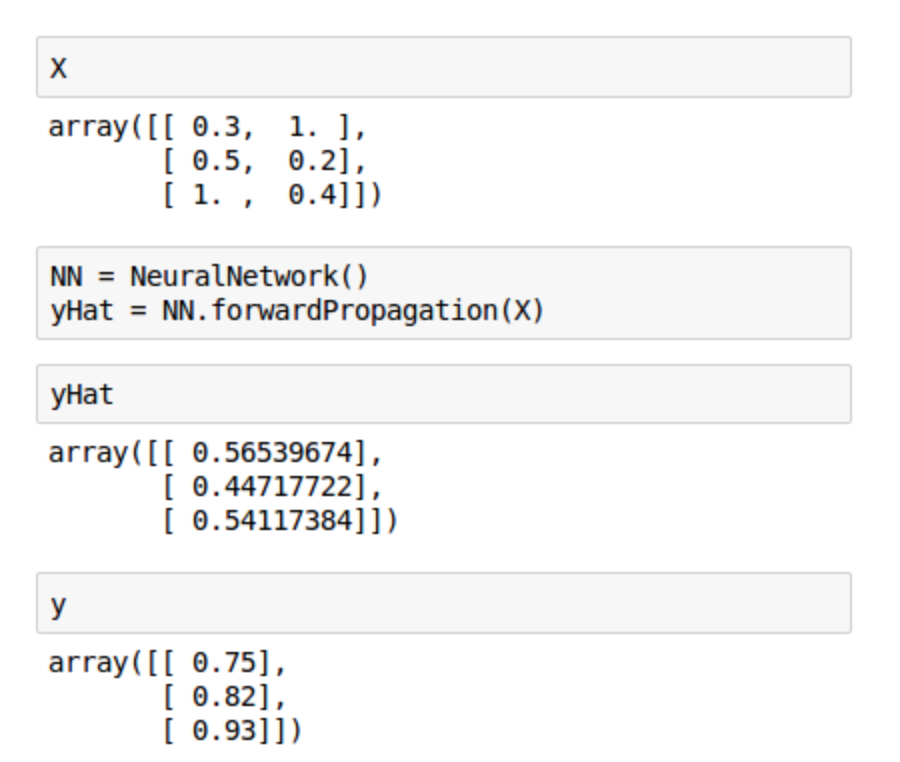 X
array([[ 0.3,  1. ],
       [ 0.5,  0.2],
       [ 1. ,  0.4]])
NN = NeuralNetwork()
yHat = NN.forwardPropagation(X)
yHat
array([[ 0.56539674],
       [ 0.44717722],
       [ 0.54117384]])
y
array([[ 0.75],
       [ 0.82],
       [ 0.93]])